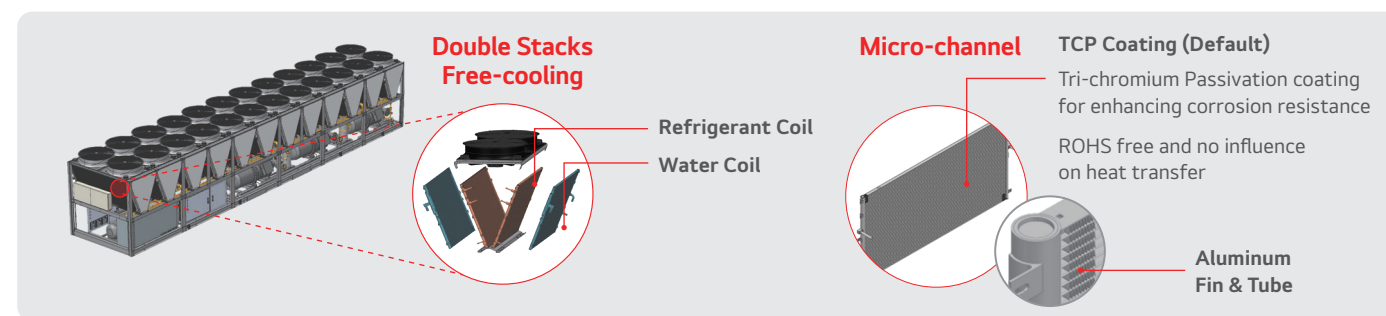 Double Stacks
Free-cooling
Refrigerant Coil
Water Coil
Micro-channel
TCP Coating (Default)
Tri-chromium Passivation coating
for enhancing corrosion resistance
ROHS free and no influence
on heat transfer
Aluminum
Fin & Tube